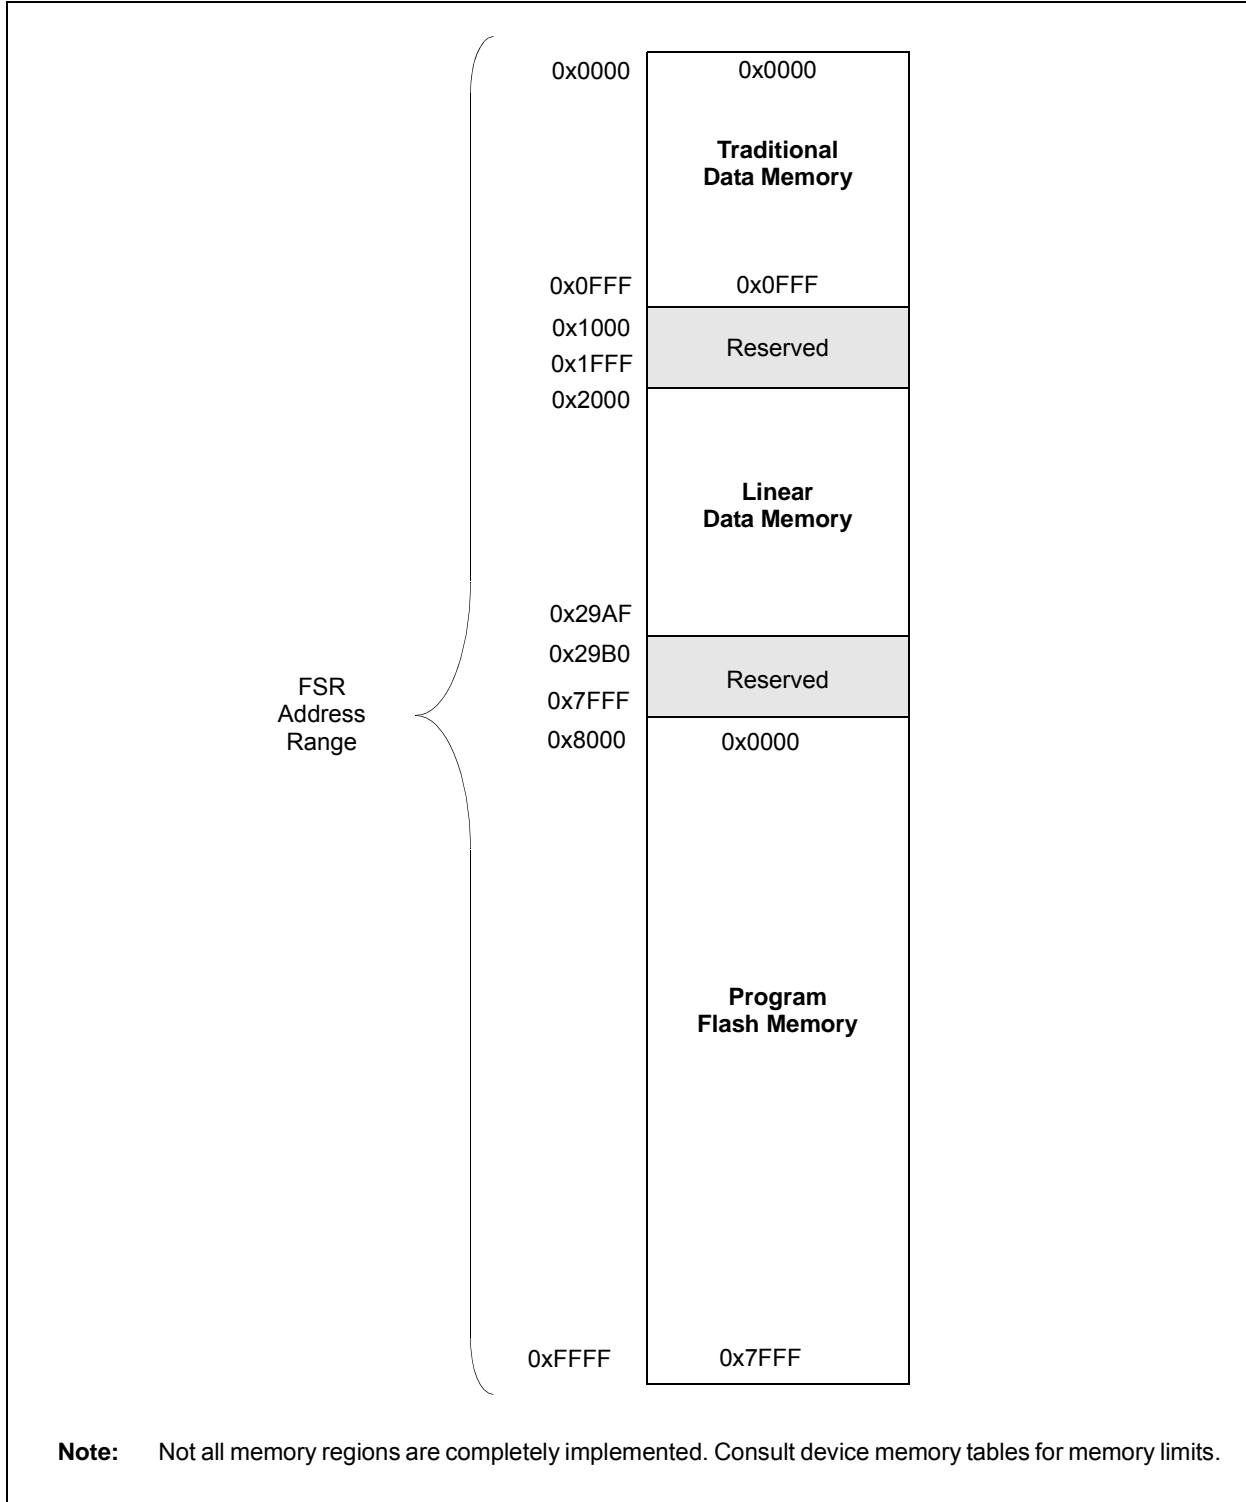 0x0000 0x0000
Traditional
Data Memory
0x0FFF 0x0FFF
0x1000
Reserved
0x1FFF
0x2000
Linear
Data Memory
0x29AF
0x29B0
Reserved
0x7FFF
FSR
Address
Range
0x8000 0x0000
Program
Flash Memory
0xFFFF 0x7FFF
Note: Not all memory regions are completely implemented. Consult device memory tables for memory limits.